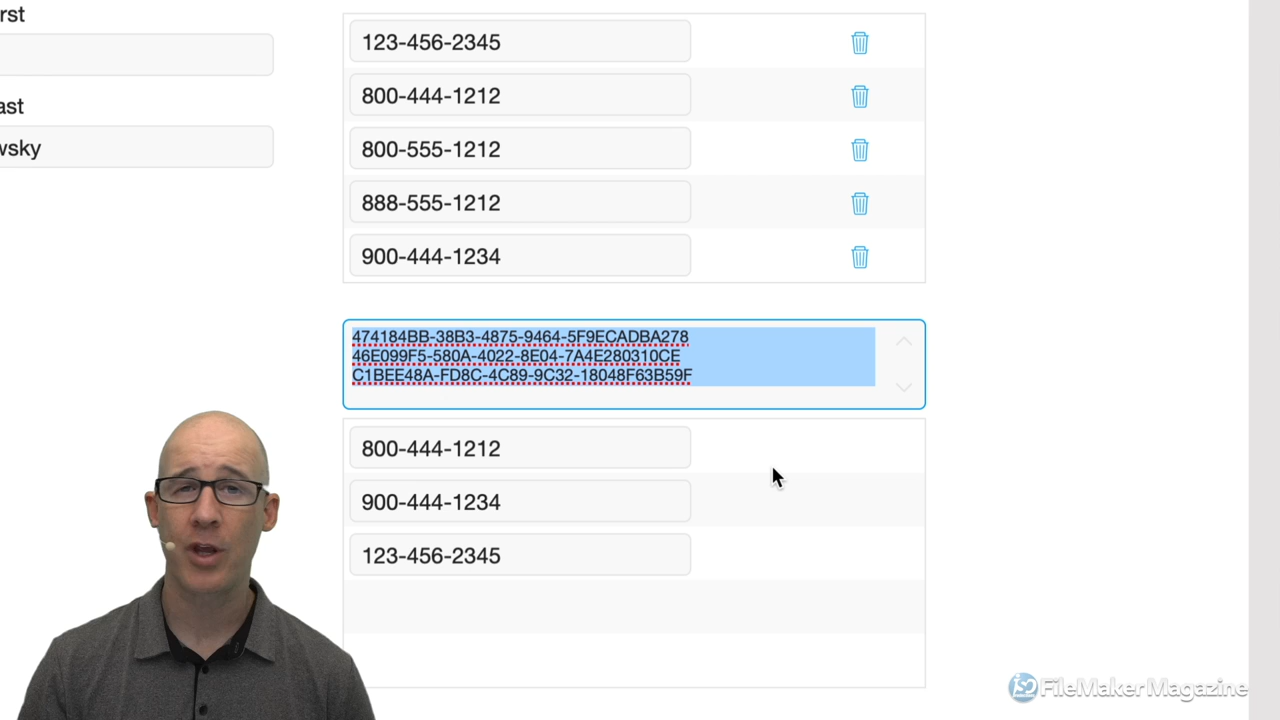 rst
ast
wsky
123-456-2345
800-444-1212
800-555-1212
888-555-1212
900-444-1234
474184BB-38B3-4875-9464-5F9ECADBA278
46E099F5-580A-4022-8E04-7A4E280310CE
C1BEE48A-FD8C-4C89-9C32-18048F63B59F
800-444-1212
900-444-1234
123-456-2345
FileMaker Magazine